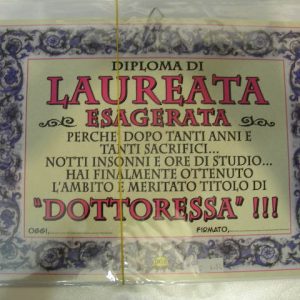 DIPLOMA DI
LAUREATA
ESAGERATA
PERCHÈ DOPO TANTI ANNI E
TANTI SACRIFICI...
NOTTI INSONNI E ORE DI STUDIO...
HAI FINALMENTE OTTENUTO
L'AMBITO E MERITATO TITOLO DI
"DOTTORESSA" !!!
OGGI, FIRMATO,